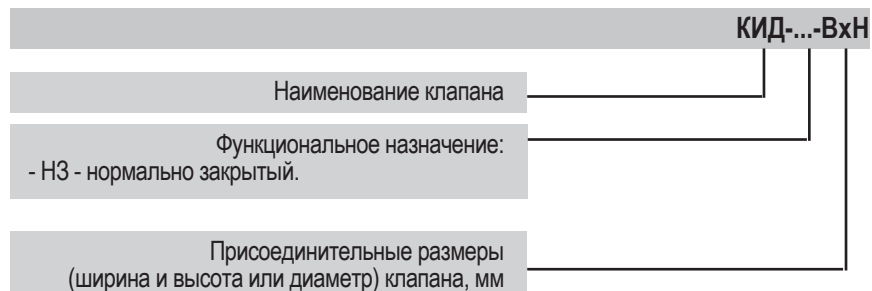 КИД-...-ВхН
Наименование клапана
Функциональное назначение:
- НЗ - нормально закрытый.
Присоединительные размеры
(ширина и высота или диаметр) клапана, мм